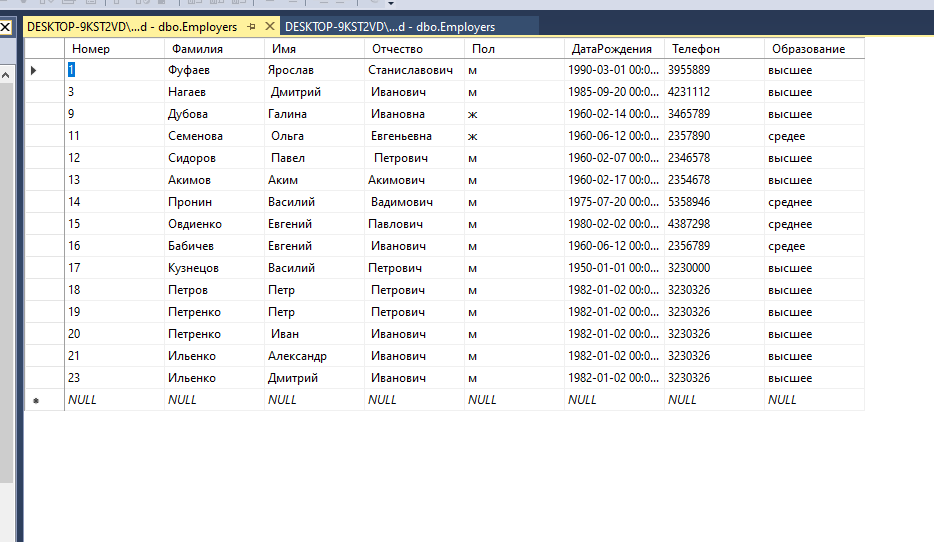 DESKTOP-9KST2VD\...d - dbo.Employers DESKTOP-9KST2VD\...d - dbo.Employers
Номер Фамилия Имя Отчество Пол ДатаРождения Телефон Образование
1 Фуфаев Ярослав Станиславович м 1990-03-01 00:0... 3955889 высшее
3 Нагаев Дмитрий Иванович м 1985-09-20 00:0... 4231112 высшее
9 Дубова Галина Ивановна ж 1960-02-14 00:0... 3465789 высшее
11 Семенова Ольга Евгеньевна ж 1960-06-12 00:0... 2357890 средее
12 Сидоров Павел Петрович м 1960-02-07 00:0... 2346578 высшее
13 Акимов Аким Акимович м 1960-02-17 00:0... 2354678 высшее
14 Пронин Василий Вадимович м 1975-07-20 00:0... 5358946 среднее
15 Овдиенко Евгений Павлович м 1980-02-02 00:0... 4387298 среднее
16 Бабичев Евгений Иванович м 1960-06-12 00:0... 2356789 средее
17 Кузнецов Василий Петрович м 1950-01-01 00:0... 3230000 высшее
18 Петров Петр Петрович м 1982-01-02 00:0... 3230326 высшее
19 Петренко Петр Петрович м 1982-01-02 00:0... 3230326 высшее
20 Петренко Иван Иванович м 1982-01-02 00:0... 3230326 высшее
21 Ильенко Александр Иванович м 1982-01-02 00:0... 3230326 высшее
23 Ильенко Дмитрий Иванович м 1982-01-02 00:0... 3230326 высшее
NULL NULL NULL NULL NULL NULL NULL NULL